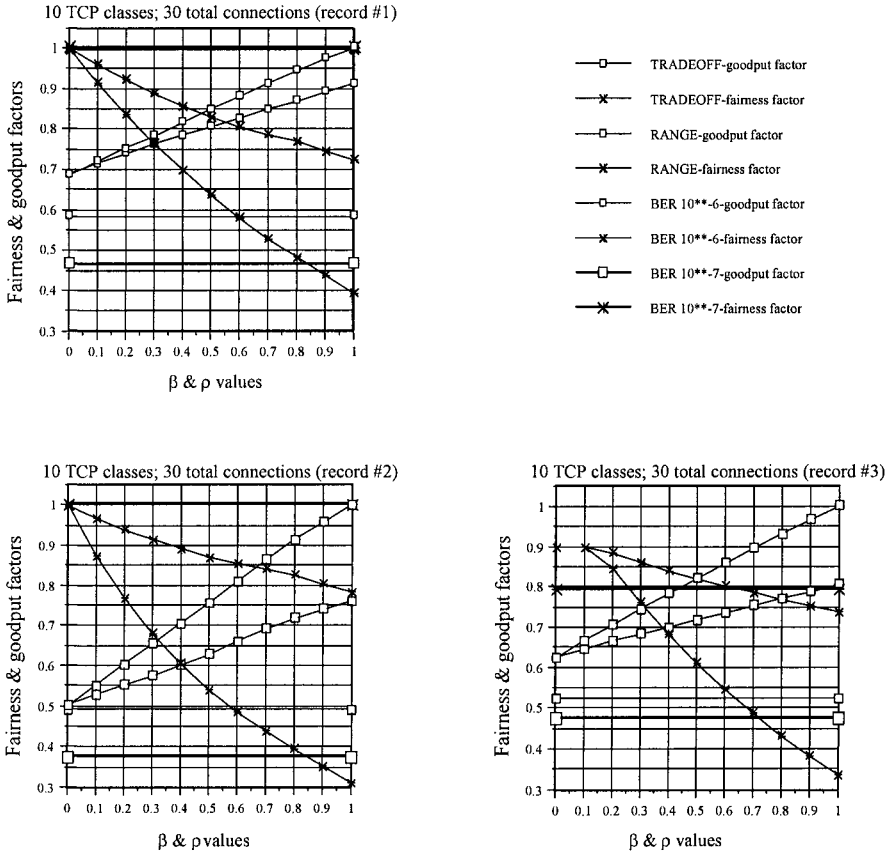 10 TCP classes; 30 total connections (record #1)
Fairness & goodput factors
1
0.9
0.8
0.7
0.6
0.5
0.4
0.3
0 0.1 0.2 0.3 0.4 0.5 0.6 0.7 0.8 0.9 1
β & ρ values
TRADEOFF-goodput factor
TRADEOFF-fairness factor
RANGE-goodput factor
RANGE-fairness factor
BER 10**-6-goodput factor
BER 10**-6-fairness factor
BER 10**-7-goodput factor
BER 10**-7-fairness factor
10 TCP classes; 30 total connections (record #2)
Fairness & goodput factors
1
0.9
0.8
0.7
0.6
0.5
0.4
0.3
0 0.1 0.2 0.3 0.4 0.5 0.6 0.7 0.8 0.9 1
β & ρ values
10 TCP classes; 30 total connections (record #3)
Fairness & goodput factors
1
0.9
0.8
0.7
0.6
0.5
0.4
0.3
0 0.1 0.2 0.3 0.4 0.5 0.6 0.7 0.8 0.9 1
β & ρ values